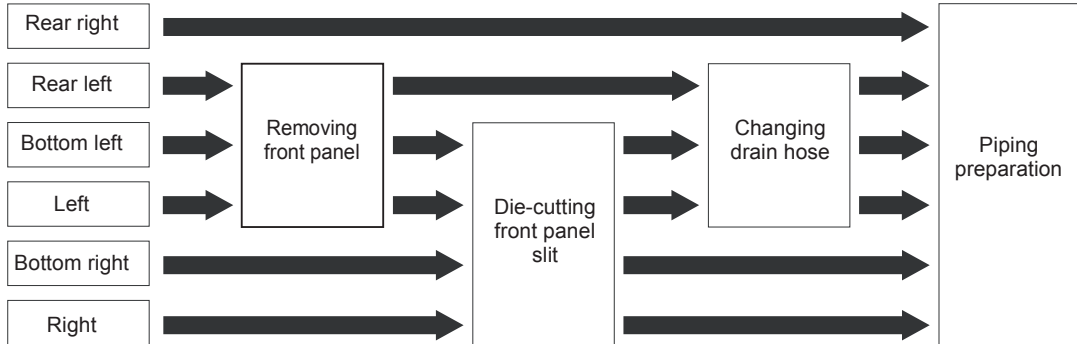 Rear right
Rear left
Bottom left
Left
Bottom right
Right
Removing
front panel
Die-cutting
front panel
slit
Changing
drain hose
Piping
preparation